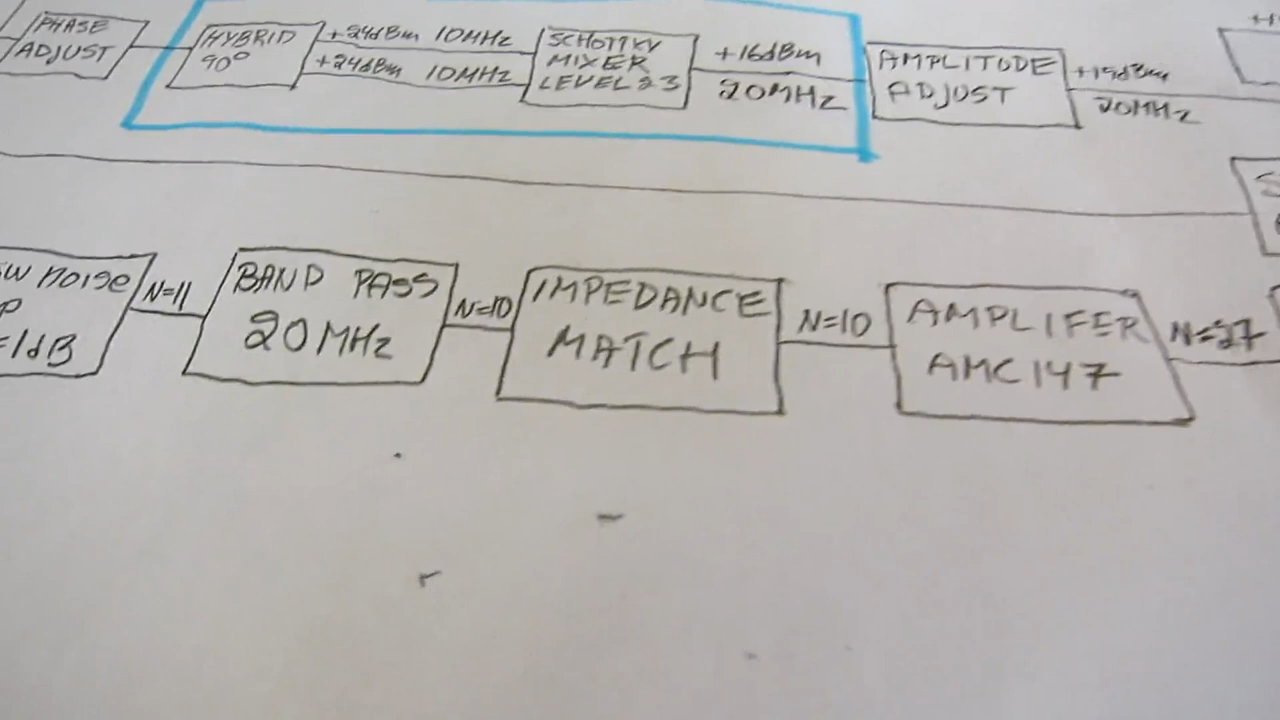 PHASE
ADJUST
HYBRID
90°
+24dBm 10MHz
+24dBm 10MHz
SCHOTTKY
MIXER
LEVEL 23
+16dBm
20MHz
AMPLITUDE
ADJUST
+15dBm
20MHz
W NOISE
P
=1dB
N=11
BAND PASS
20MHz
N=10
IMPEDANCE
MATCH
N=10
AMPLIFER
AMC147
N=27